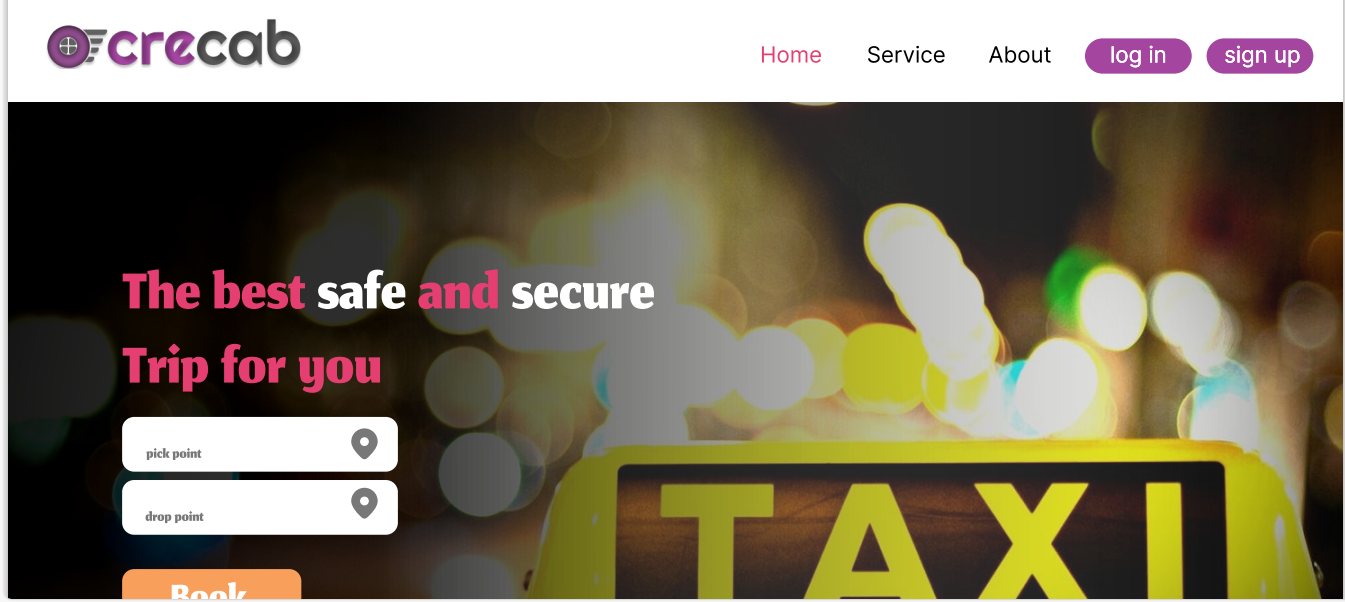 crecab
Home Service About log in sign up
The best safe and secure
Trip for you
pick point
drop point
Book
TAXI